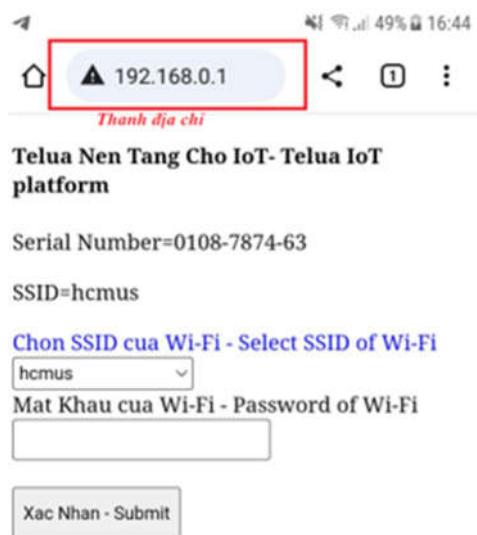 49% 16:44
192.168.0.1
1
Thanh địa chỉ
Telua Nen Tang Cho IoT- Telua IoT
platform
Serial Number=0108-7874-63
SSID=hcmus
Chon SSID cua Wi-Fi - Select SSID of Wi-Fi
hcmus
Mat Khau cua Wi-Fi - Password of Wi-Fi
Xac Nhan - Submit